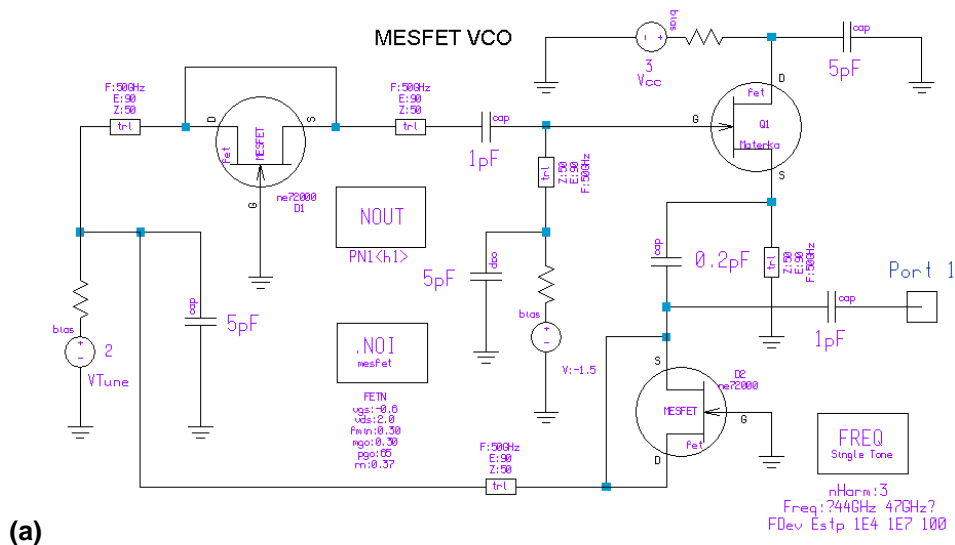 MESFET VCO
bias
3
Vcc
cap
5pF
F:50GHz
E:90
Z:50
trl
D
S
MESFET
fet
G
ne72000
D1
F:50GHz
E:90
Z:50
trl
cap
1pF
D
fet
G
Q1
Materka
S
trl
Z:50
E:90
F:50GHz
NOUT
PN1<h1>
cap
5pF
cap
0.2pF
trl
Z:50
E:90
F:50GHz
Port 1
cap
1pF
bias
2
VTune
cap
5pF
.NOI
mesfet
FETN
vgs:-0.6
vds:2.0
fmin:0.30
mgo:0.30
pgo:65
rn:0.37
bias
V:-1.5
S
D2
ne72000
MESFET
G
fet
D
F:50GHz
E:90
Z:50
trl
FREQ
Single Tone
nHarm:3
Freq:?44GHz 47GHz?
FDev Estp 1E4 1E7 100
(a)